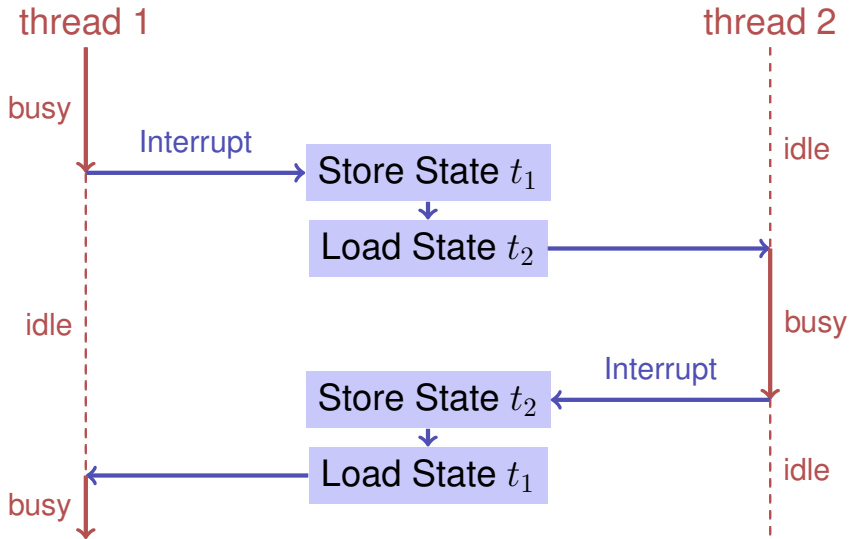 thread 1
thread 2
busy
Interrupt
idle
Store State t₁
Load State t₂
idle
busy
Interrupt
Store State t₂
Load State t₁
idle
busy